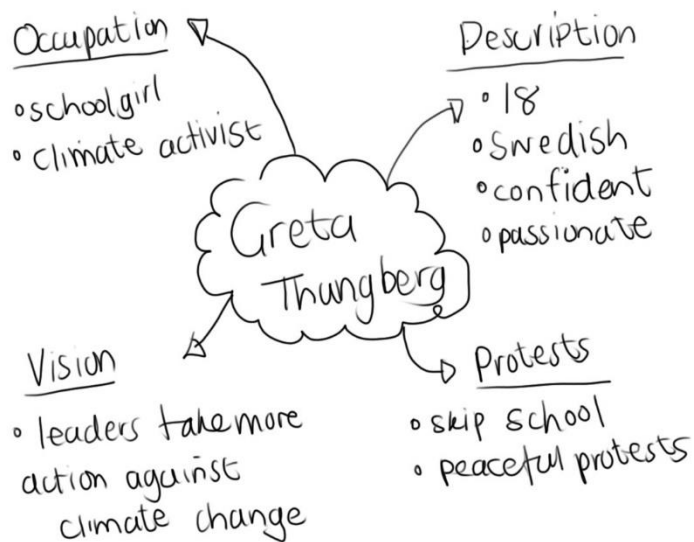 Occupation
• schoolgirl
• climate activist
Description
• 18
• Swedish
• confident
• passionate
Greta
Thungberg
Vision
• leaders take more
action against
climate change
Protests
• skip school
• peaceful protests